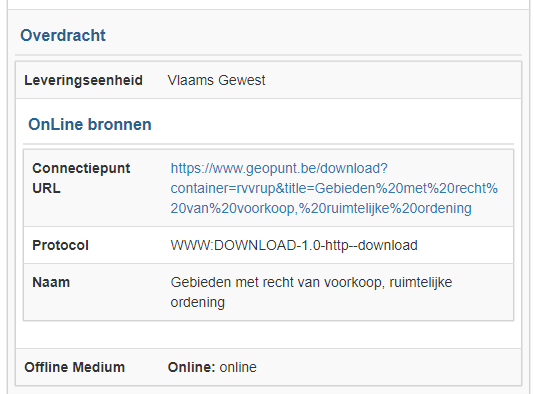 Overdracht
Leveringseenheid Vlaams Gewest
OnLine bronnen
Connectiepunt URL https://www.geopunt.be/download?
container=rvvrup&title=Gebieden%20met%20recht%
20van%20voorkoop,%20ruimtelijke%20ordening
Protocol WWW:DOWNLOAD-1.0-http--download
Naam Gebieden met recht van voorkoop, ruimtelijke
ordening
Offline Medium Online: online